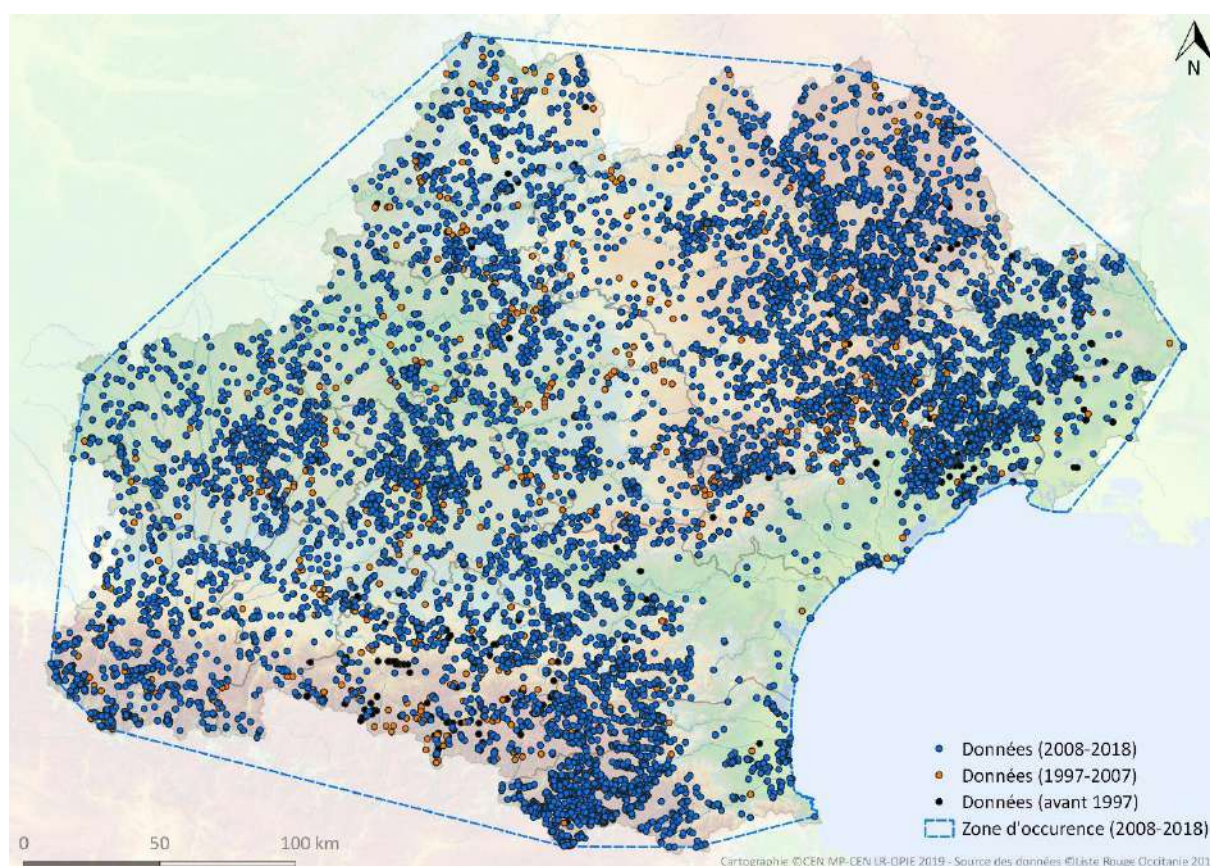 N
Données (2008-2018)
Données (1997-2007)
Données (avant 1997)
Zone d'occurence (2008-2018)
0 50 100 km
Cartographie ©CEN MP-CEN LR-OPIE 2019 - Source des données ©Liste Rouge Occitanie 201